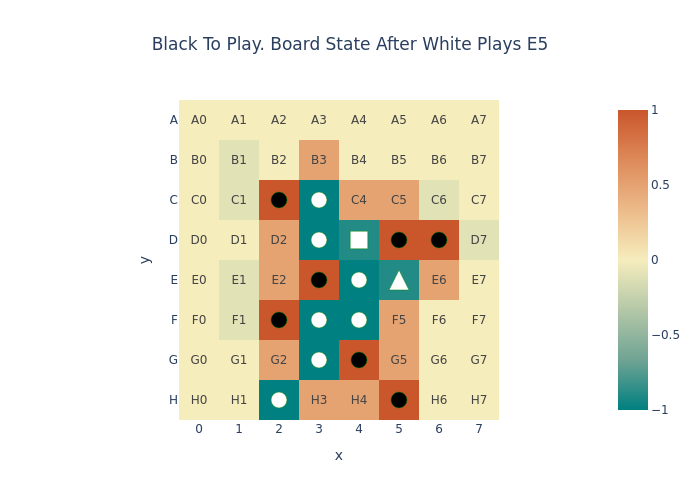 Black To Play. Board State After White Plays E5
A A0 A1 A2 A3 A4 A5 A6 A7
B B0 B1 B2 B3 B4 B5 B6 B7
C C0 C1 C4 C5 C6 C7
D D0 D1 D2 D7
E E0 E1 E2 E6 E7
F F0 F1 F5 F6 F7
G G0 G1 G2 G5 G6 G7
H H0 H1 H3 H4 H6 H7
0 1 2 3 4 5 6 7
x
y
1
0.5
0
−0.5
−1